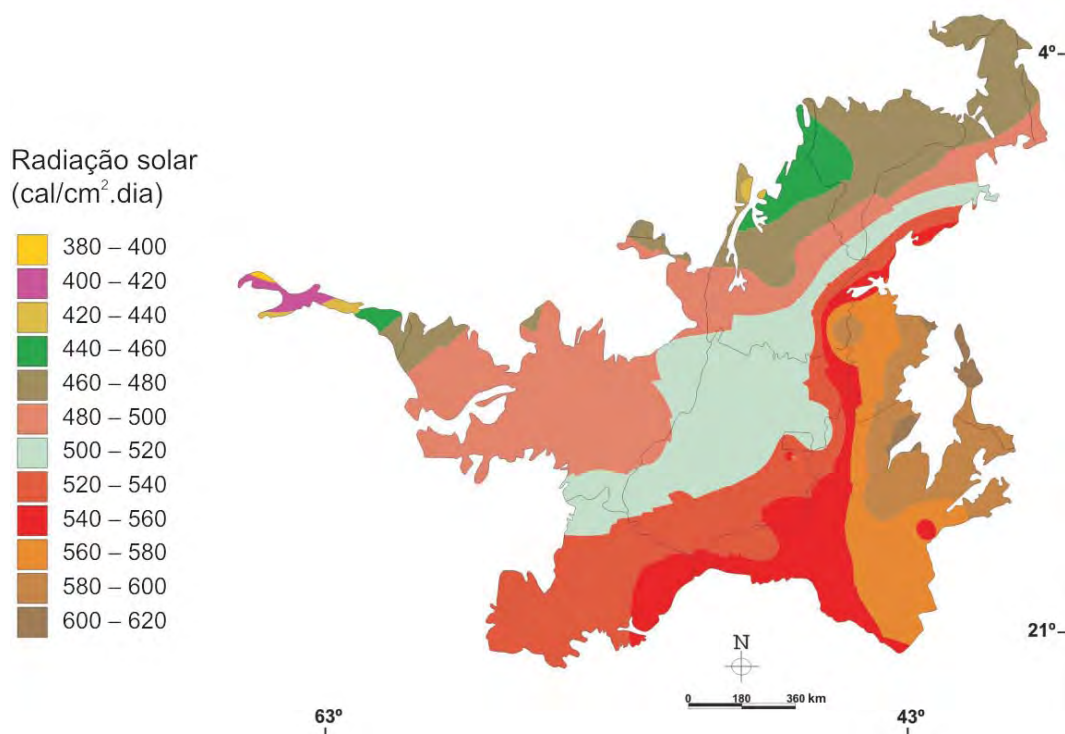 Radiação solar
(cal/cm².dia)
380 – 400
400 – 420
420 – 440
440 – 460
460 – 480
480 – 500
500 – 520
520 – 540
540 – 560
560 – 580
580 – 600
600 – 620
4º
21º
N
0 180 360 km
63º 43º